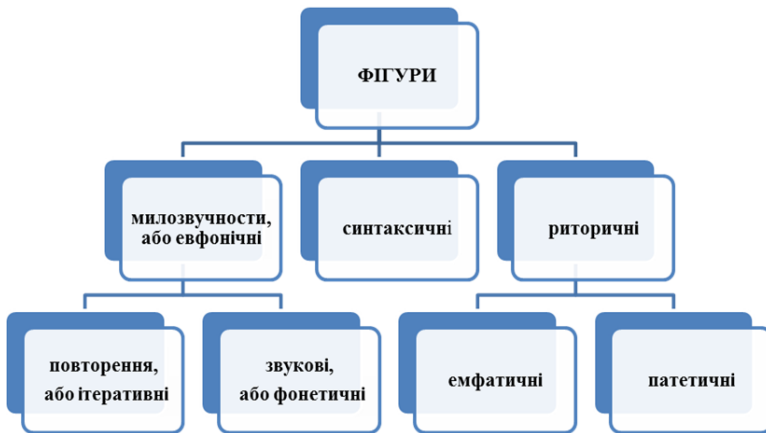 ФІГУРИ
милозвучности,
або евфонічні
синтаксичні
риторичні
повторення,
або ітеративні
звукові,
або фонетичні
емфатичні
патетичні